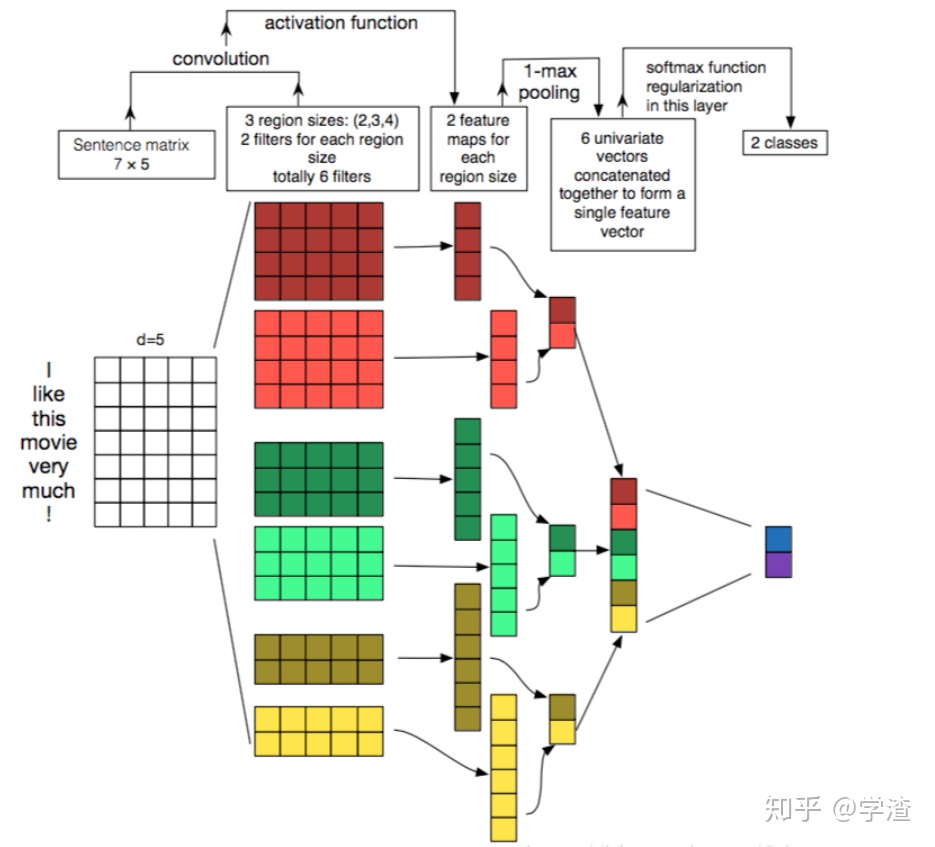 activation function
convolution
1-max
pooling
softmax function
regularization
in this layer
Sentence matrix
7 × 5
3 region sizes: (2,3,4)
2 filters for each region
size
totally 6 filters
2 feature
maps for
each
region size
6 univariate
vectors
concatenated
together to form a
single feature
vector
2 classes
d=5
I
like
this
movie
very
much
!
知乎 @学渣